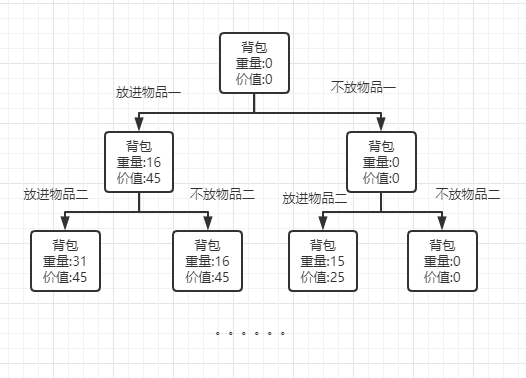 背包
重量:0
价值:0
放进物品一
不放物品一
背包
重量:16
价值:45
背包
重量:0
价值:0
放进物品二
不放物品二
放进物品二
不放物品二
背包
重量:31
价值:45
背包
重量:16
价值:45
背包
重量:15
价值:25
背包
重量:0
价值:0
。。。。。。